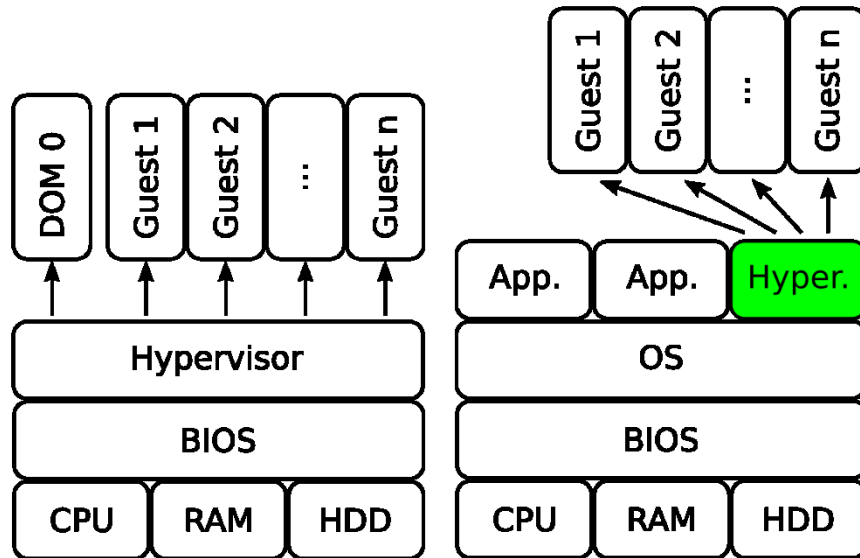 DOM 0
Guest 1
Guest 2
...
Guest n
Hypervisor
BIOS
CPU RAM HDD
Guest 1
Guest 2
...
Guest n
App. App. Hyper.
OS
BIOS
CPU RAM HDD